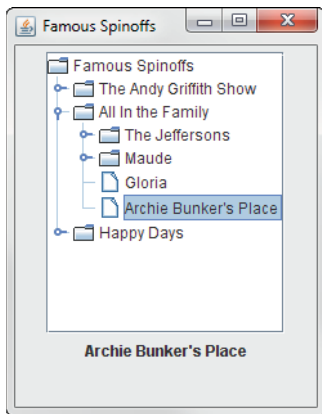 Famous Spinoffs
Famous Spinoffs
The Andy Griffith Show
All In the Family
The Jeffersons
Maude
Gloria
Archie Bunker's Place
Happy Days
Archie Bunker's Place